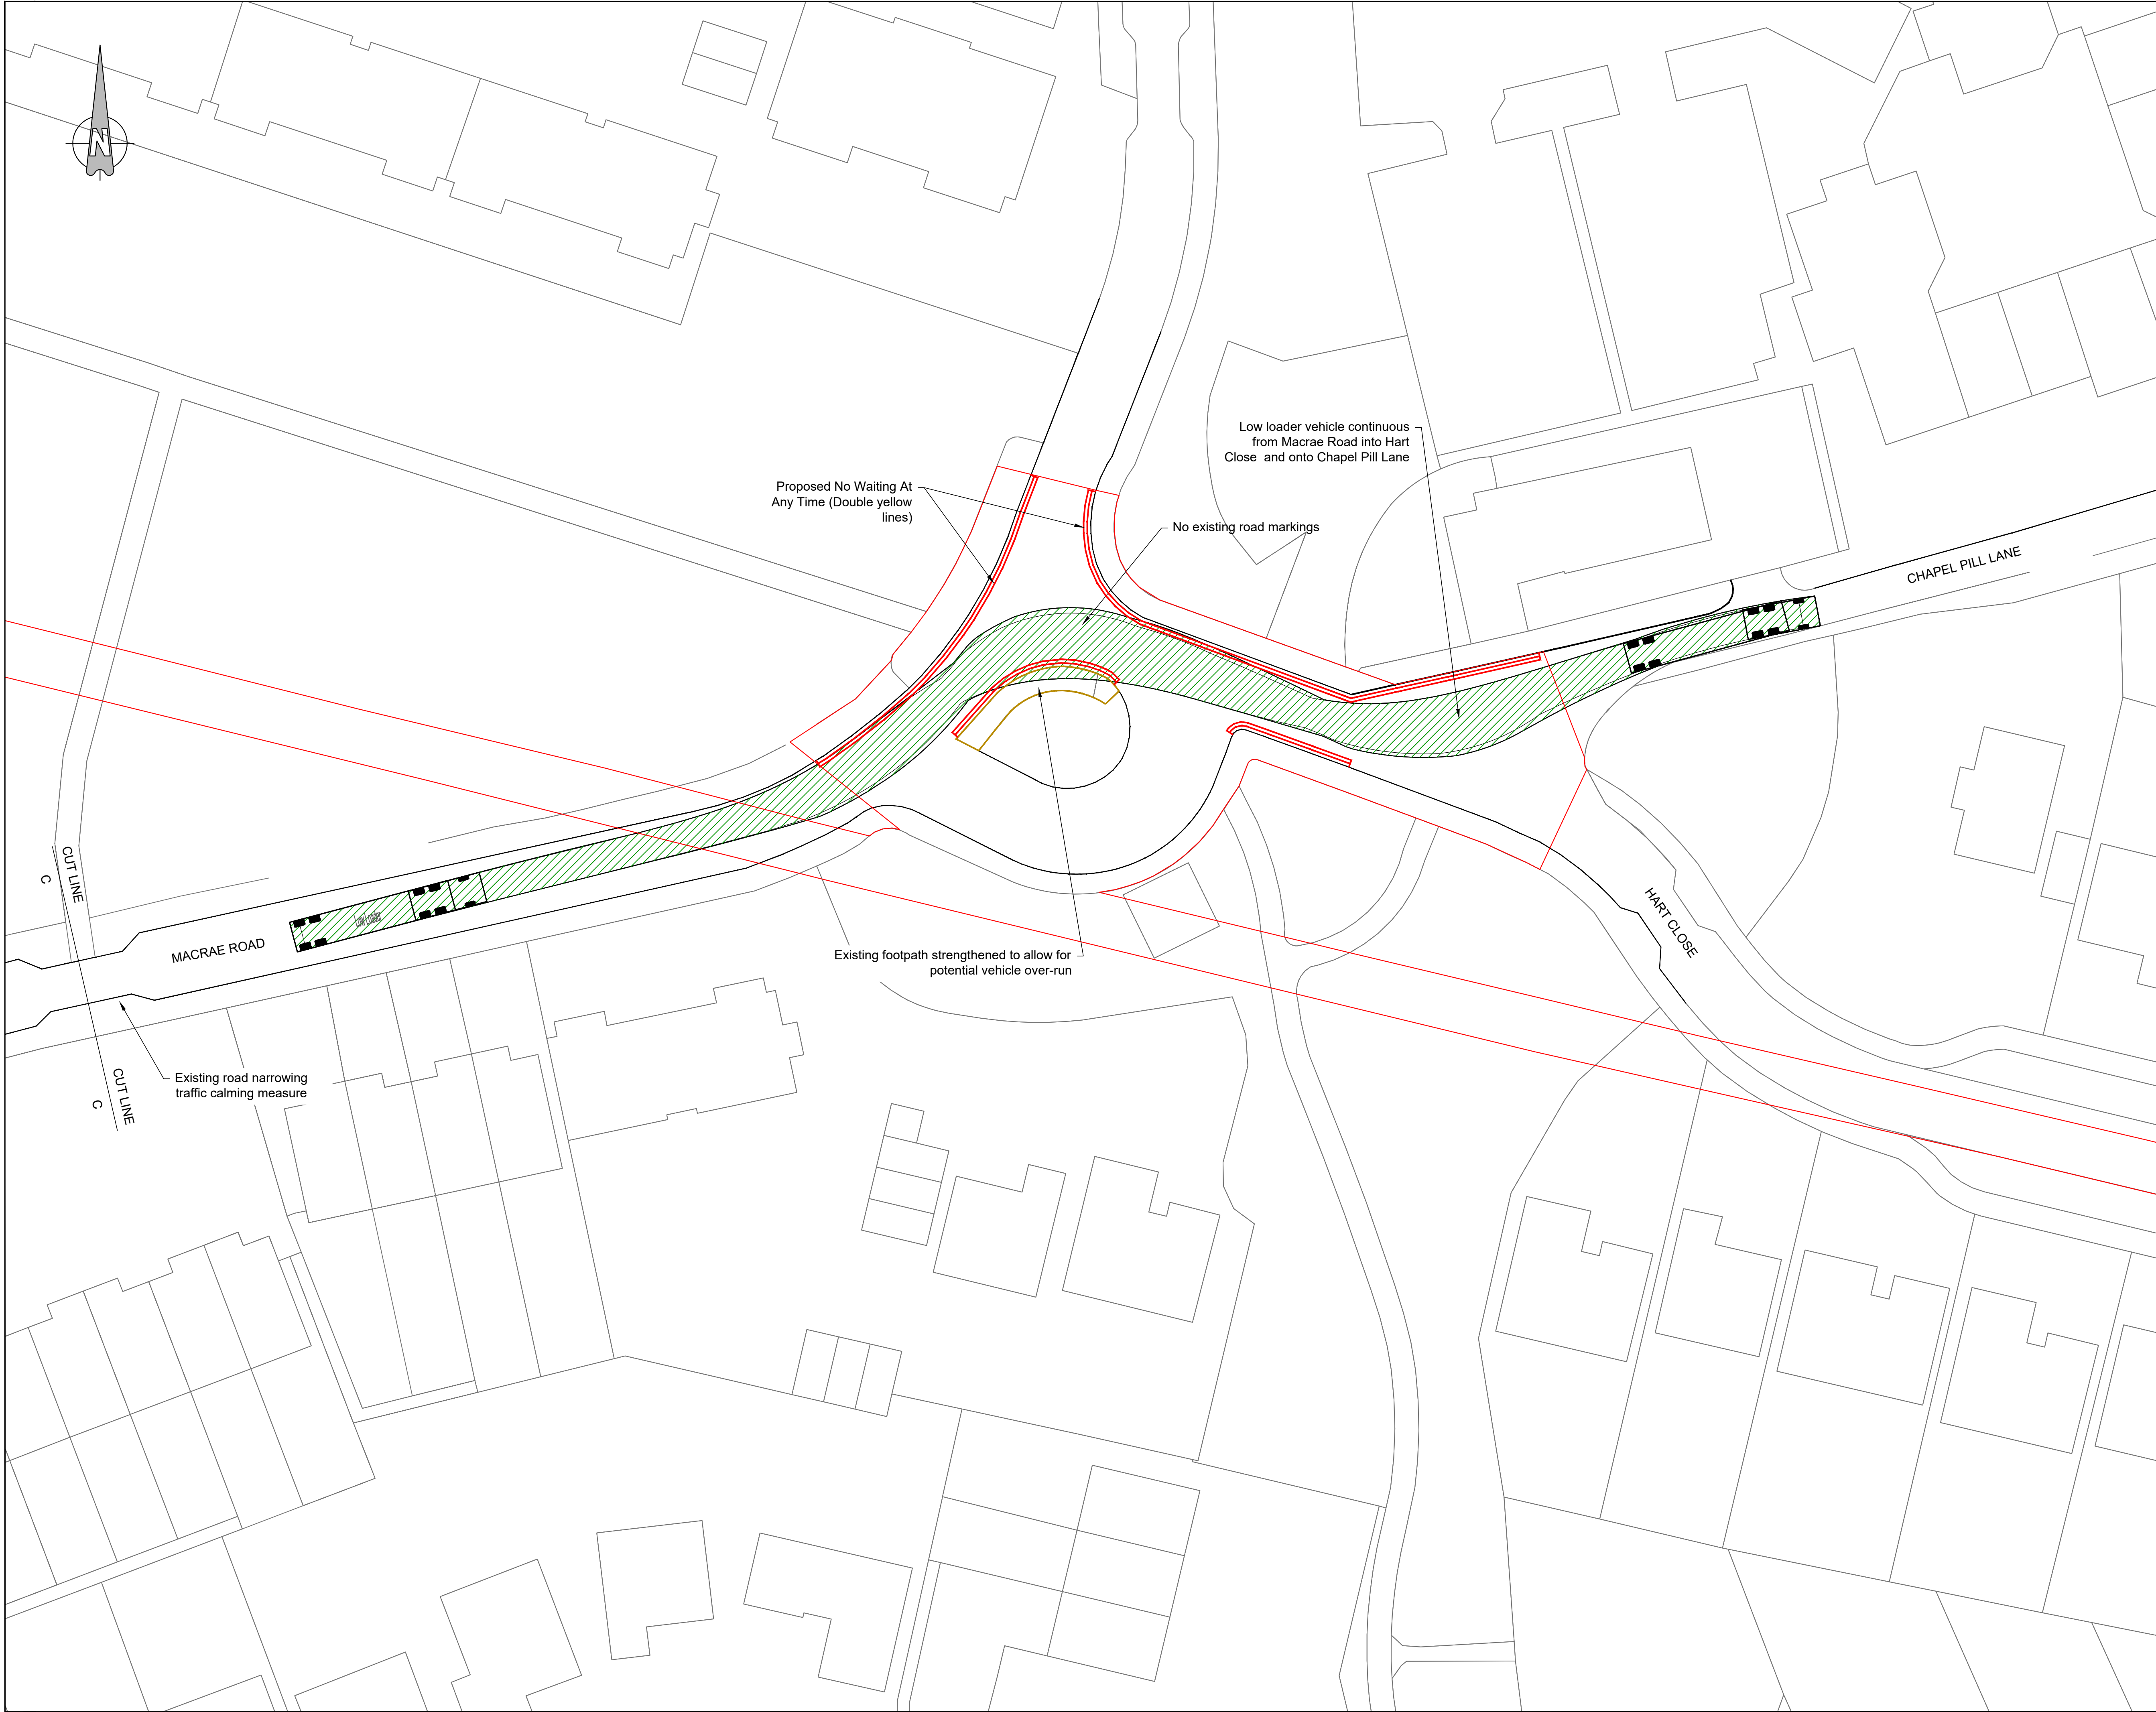 N
Low loader vehicle continuous
from Macrae Road into Hart
Close and onto Chapel Pill Lane
Proposed No Waiting At
Any Time (Double yellow
lines)
No existing road markings
CHAPEL PILL LANE
CUT LINE
C
Low Loader
MACRAE ROAD
HART CLOSE
Existing footpath strengthened to allow for
potential vehicle over-run
Existing road narrowing
traffic calming measure
CUT LINE
C